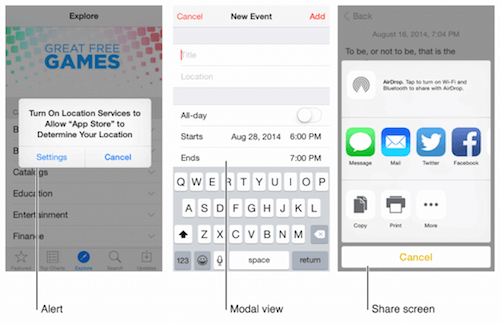 Explore
GREAT FREE
GAMES
Turn On Location Services to
Allow “App Store” to
Determine Your Location
Settings Cancel
Catalogs
Education
Entertainment
Finance
Featured Top Charts Explore Search Updates
Alert
Cancel New Event Add
Title
Location
All-day
Starts Aug 28, 2014 6:00 PM
Ends 7:00 PM
Q W E R T Y U I O P
A S D F G H J K L
Z X C V B N M
123 space return
Modal view
Back
August 16, 2014, 7:04 PM
To be, or not to be, that is the
AirDrop. Tap to turn on Wi-Fi and
Bluetooth to share with AirDrop.
Message Mail Twitter Facebook
Copy Print More
Cancel
Share screen